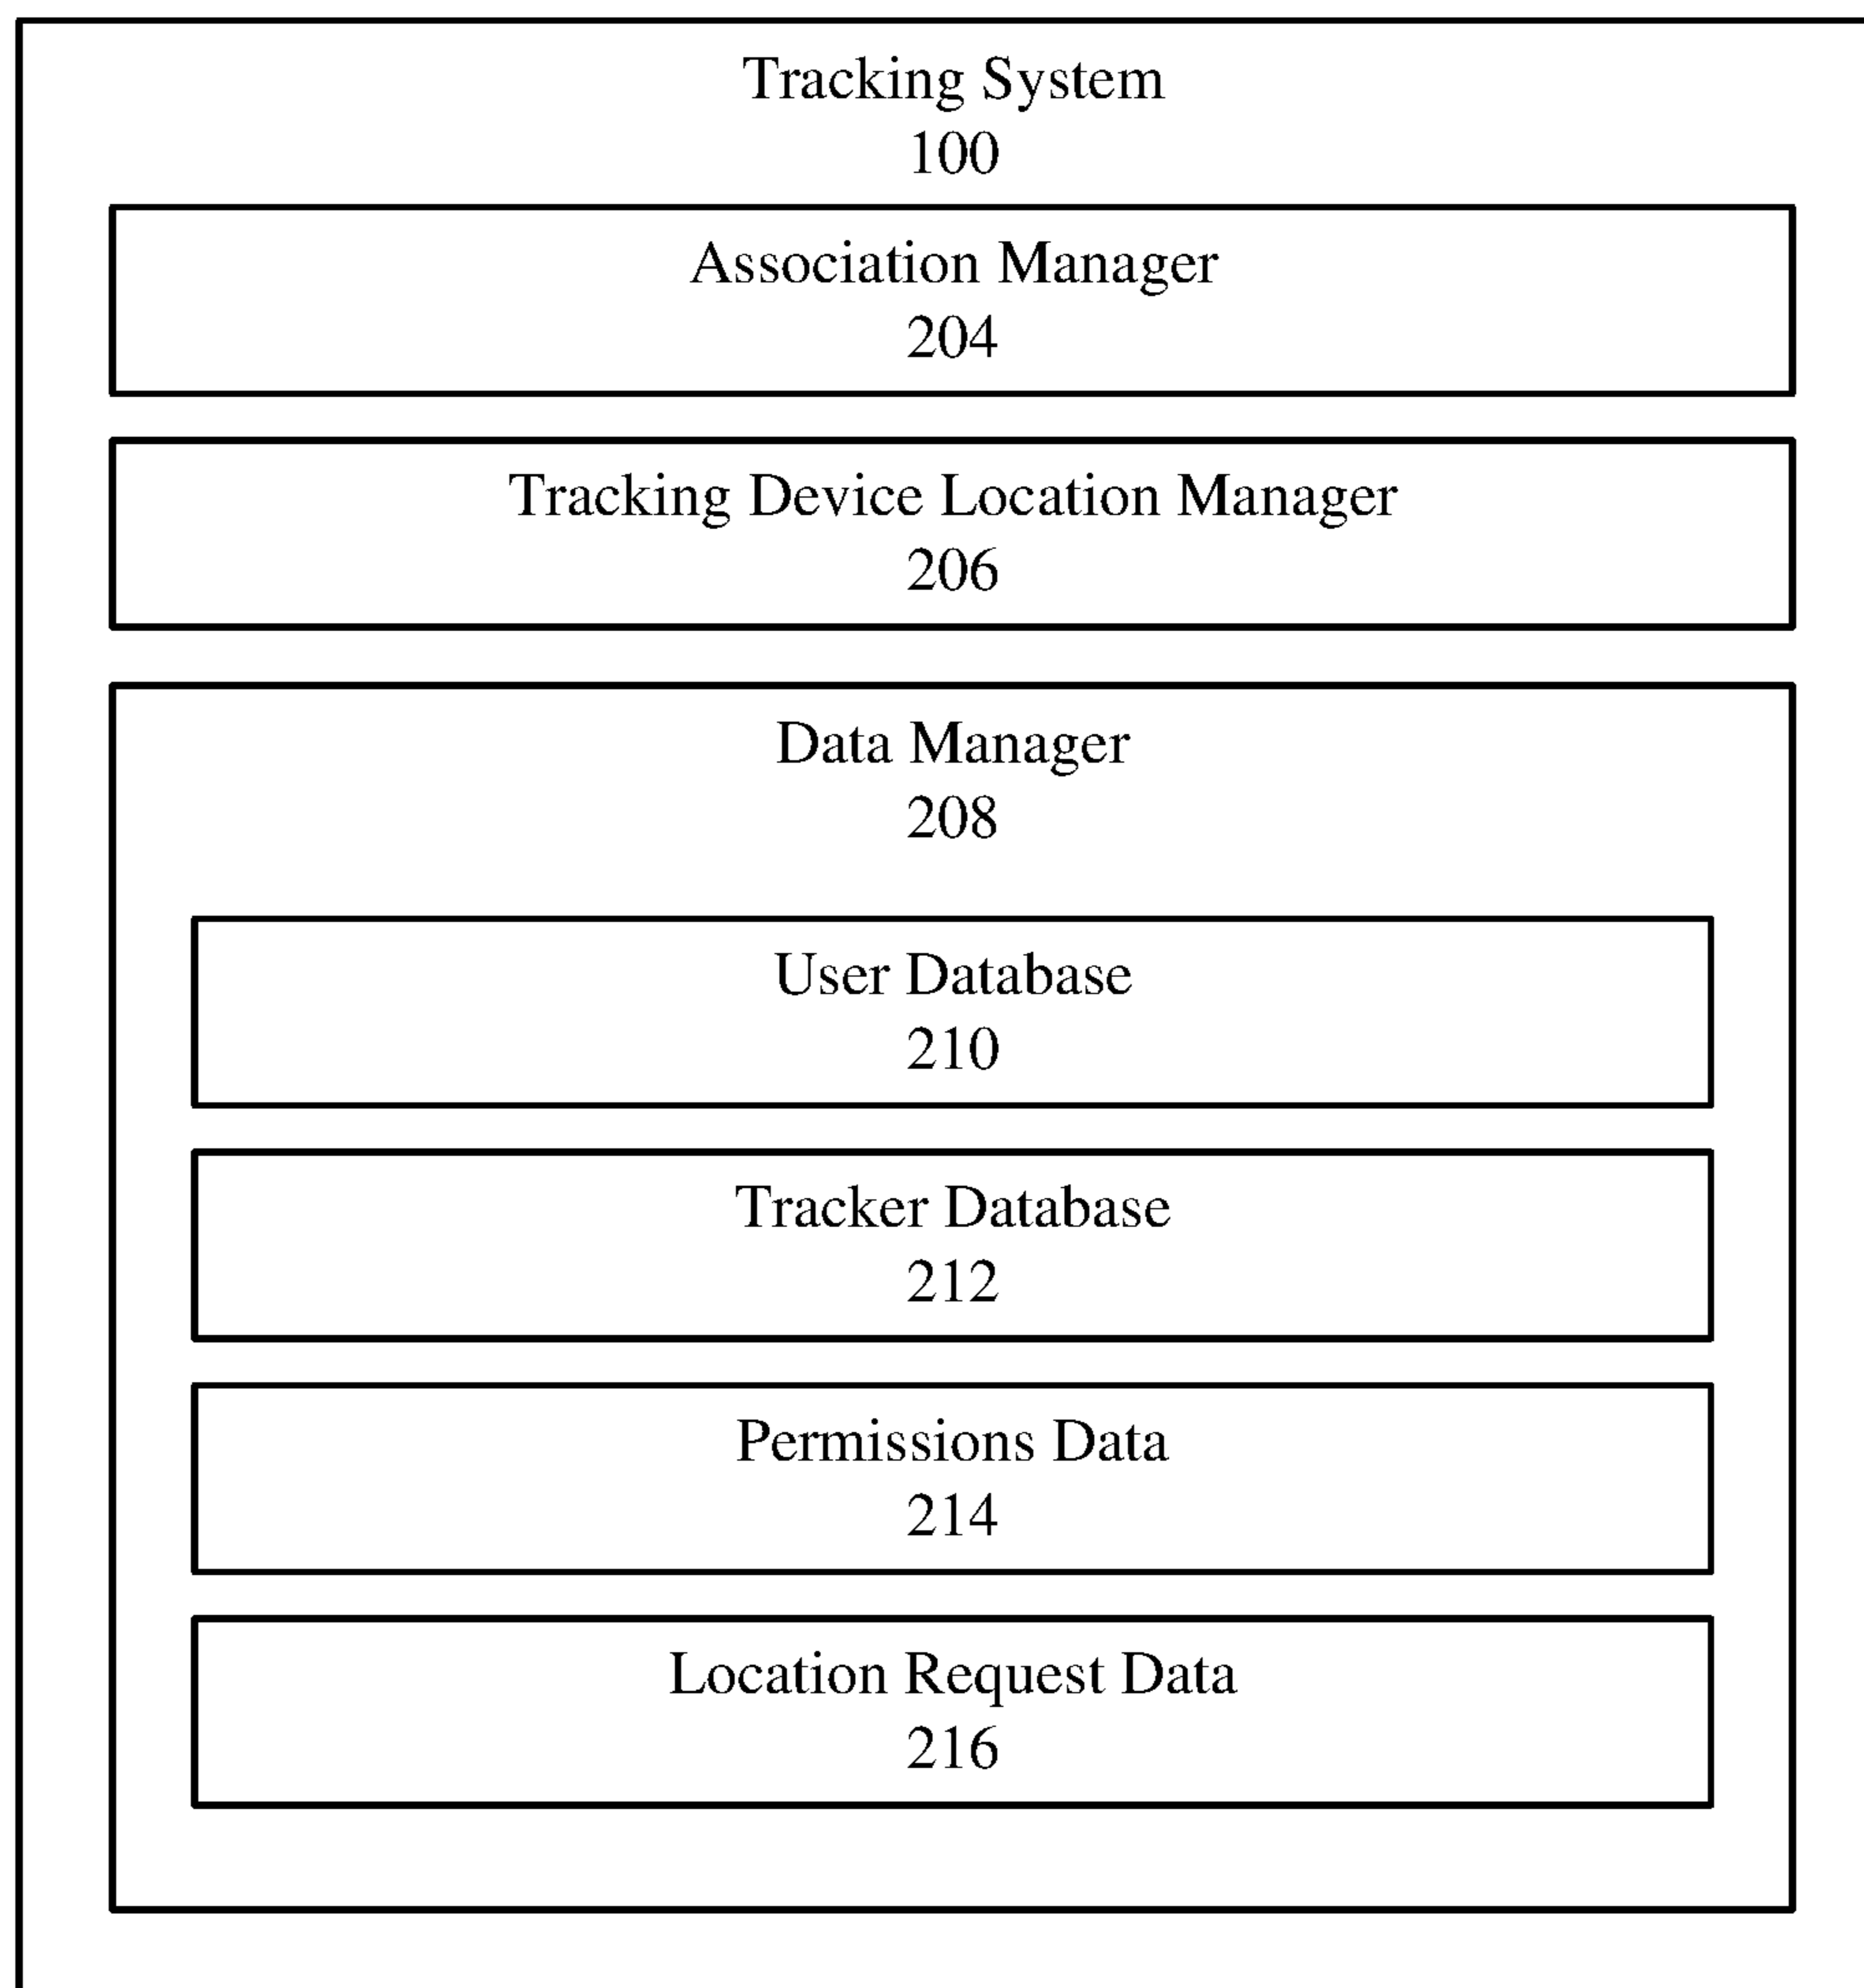 Tracking System
100
Association Manager
204
Tracking Device Location Manager
206
Data Manager
208
User Database
210
Tracker Database
212
Permissions Data
214
Location Request Data
216